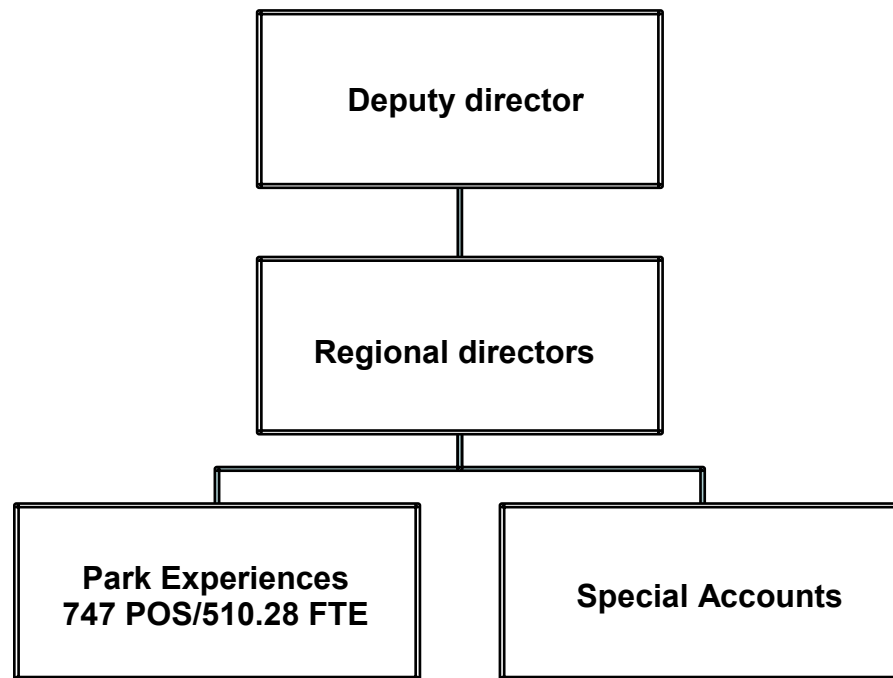 Deputy director
Regional directors
Park Experiences
747 POS/510.28 FTE
Special Accounts